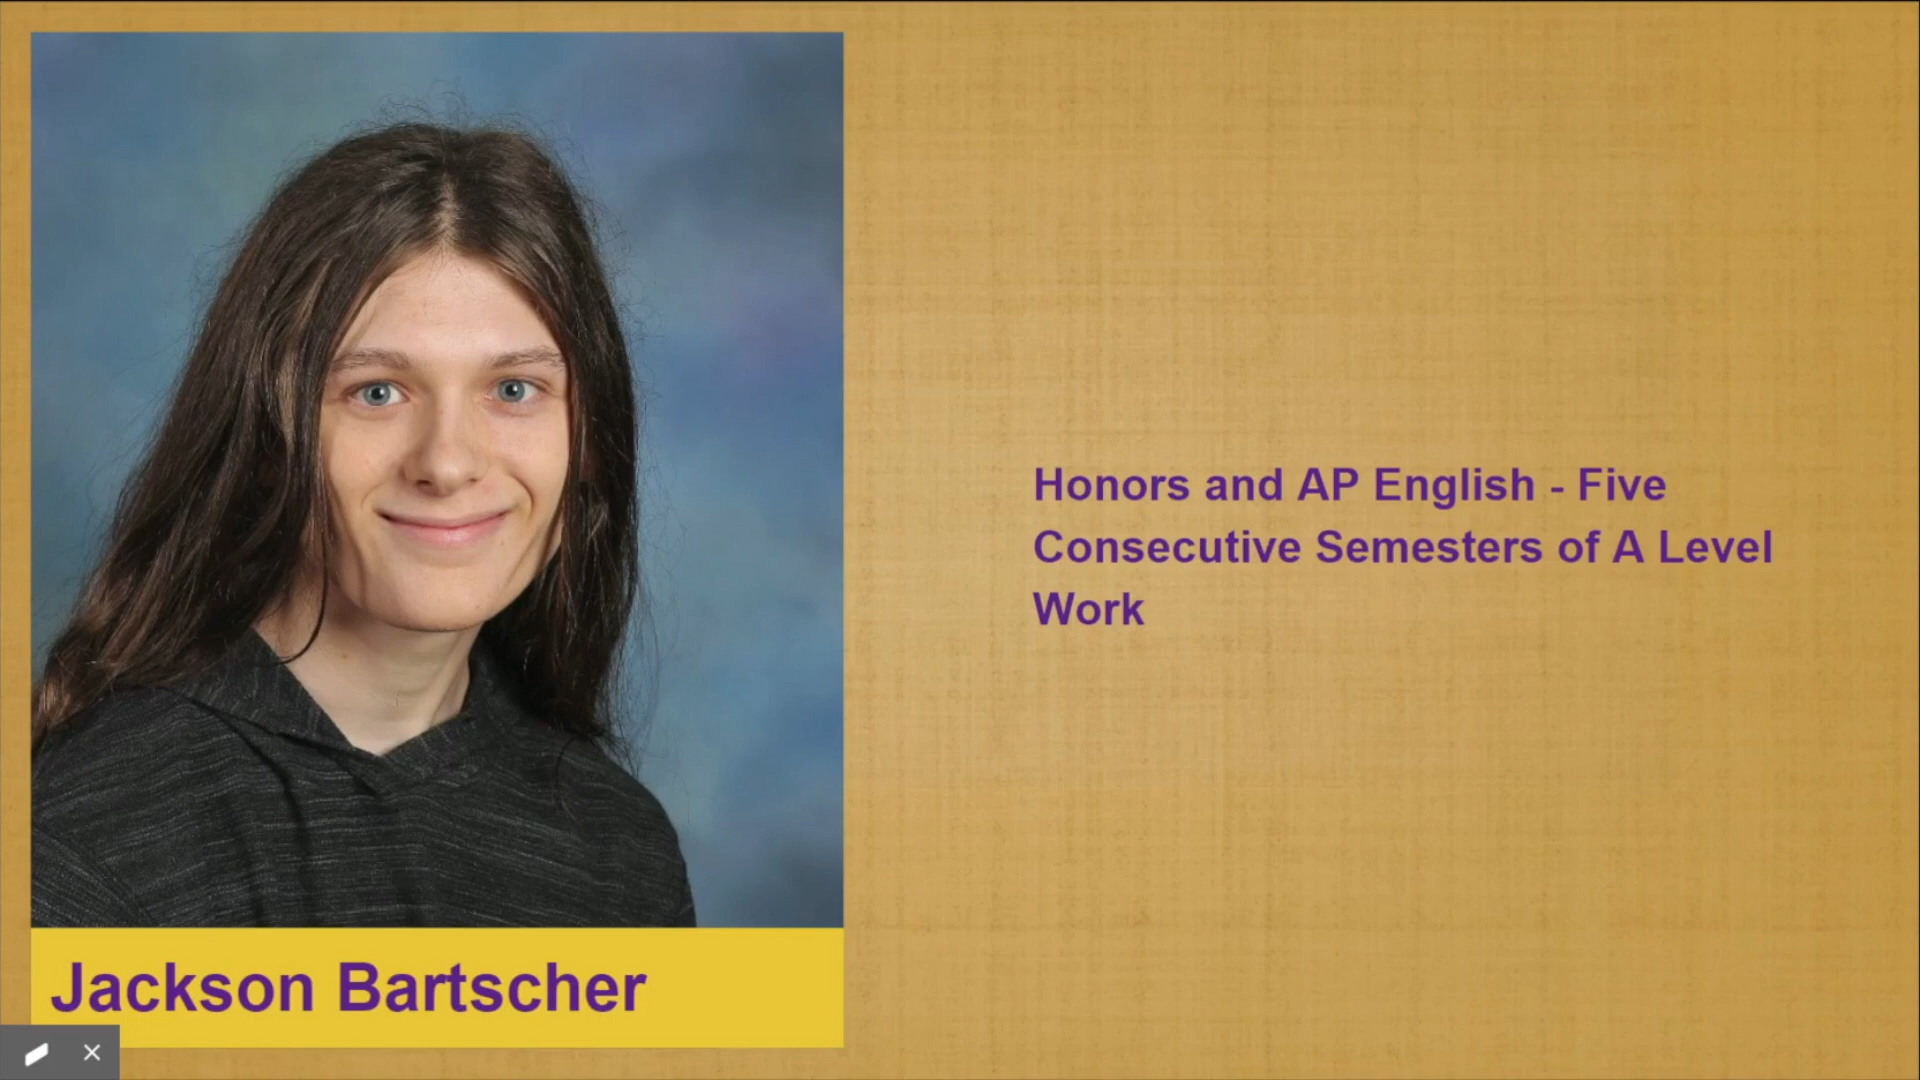 Honors and AP English - Five
Consecutive Semesters of A Level
Work
Jackson Bartscher